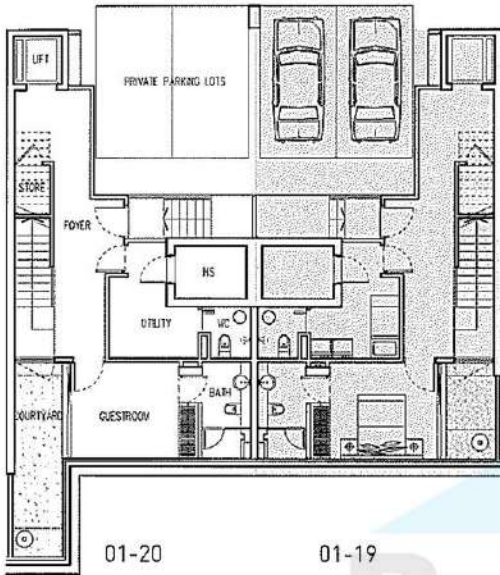 LIFT
PRIVATE PARKING LOTS
STORE
FOYER
HS
UTILITY
WC
BATH
COURTYARD
GUESTROOM
01-20
01-19